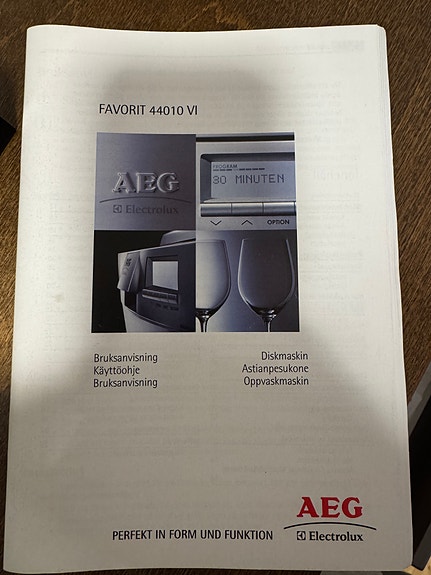 FAVORIT 44010 VI
AEG
Electrolux
PROGRAM
30 MINUTEN
OPTION
Bruksanvisning Diskmaskin
Käyttöohje Astianpesukone
Bruksanvisning Oppvaskmaskin
AEG
PERFEKT IN FORM UND FUNKTION Electrolux